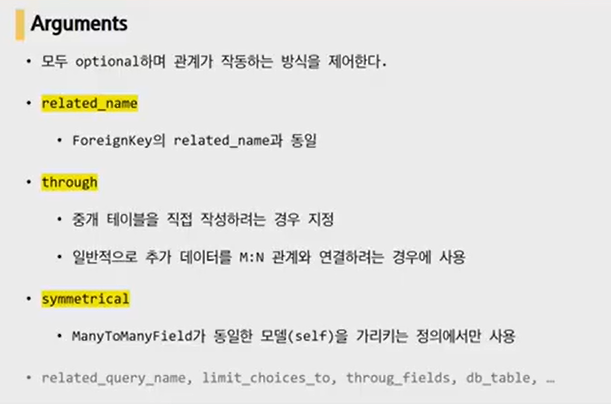 Arguments
• 모두 optional하며 관계가 작동하는 방식을 제어한다.
• related_name
• ForeignKey의 related_name과 동일
• through
• 중개 테이블을 직접 작성하려는 경우 지정
• 일반적으로 추가 데이터를 M:N 관계와 연결하려는 경우에 사용
• symmetrical
• ManyToManyField가 동일한 모델(self)을 가리키는 정의에서만 사용
• related_query_name, limit_choices_to, throug_fields, db_table, …